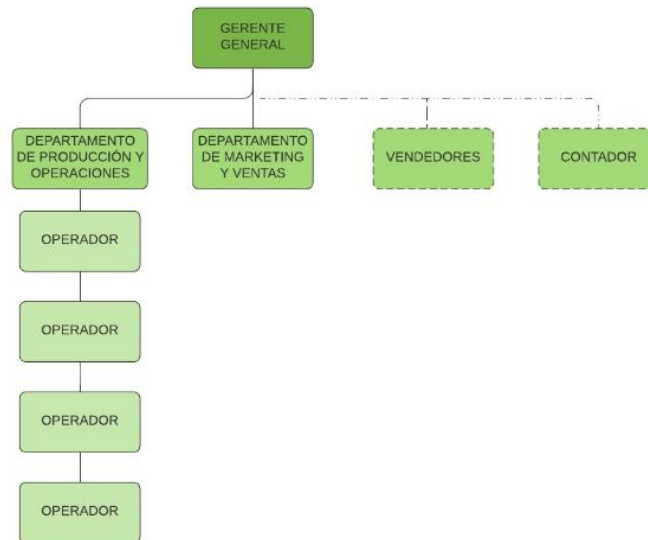 GERENTE
GENERAL
DEPARTAMENTO
DE PRODUCCIÓN Y
OPERACIONES
DEPARTAMENTO
DE MARKETING
Y VENTAS
VENDEDORES
CONTADOR
OPERADOR
OPERADOR
OPERADOR
OPERADOR